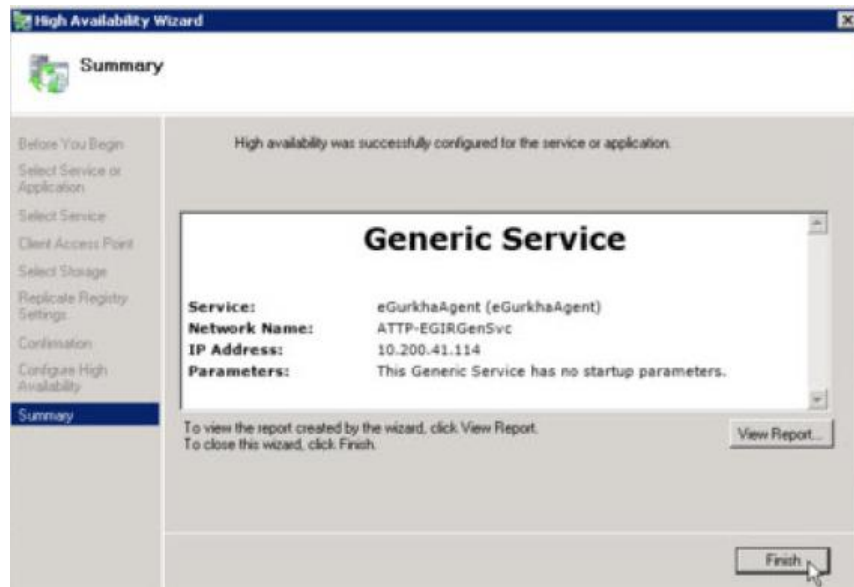 High Availability Wizard
Summary
Before You Begin
Select Service or
Application
Select Service
Client Access Point
Select Storage
Replicate Registry
Settings
Confirmation
Configure High
Availability
Summary
High availability was successfully configured for the service or application.
Generic Service
Service: eGurkhaAgent (eGurkhaAgent)
Network Name: ATTP-EGIRGenSvc
IP Address: 10.200.41.114
Parameters: This Generic Service has no startup parameters.
To view the report created by the wizard, click View Report.
To close this wizard, click Finish.
View Report...
Finish